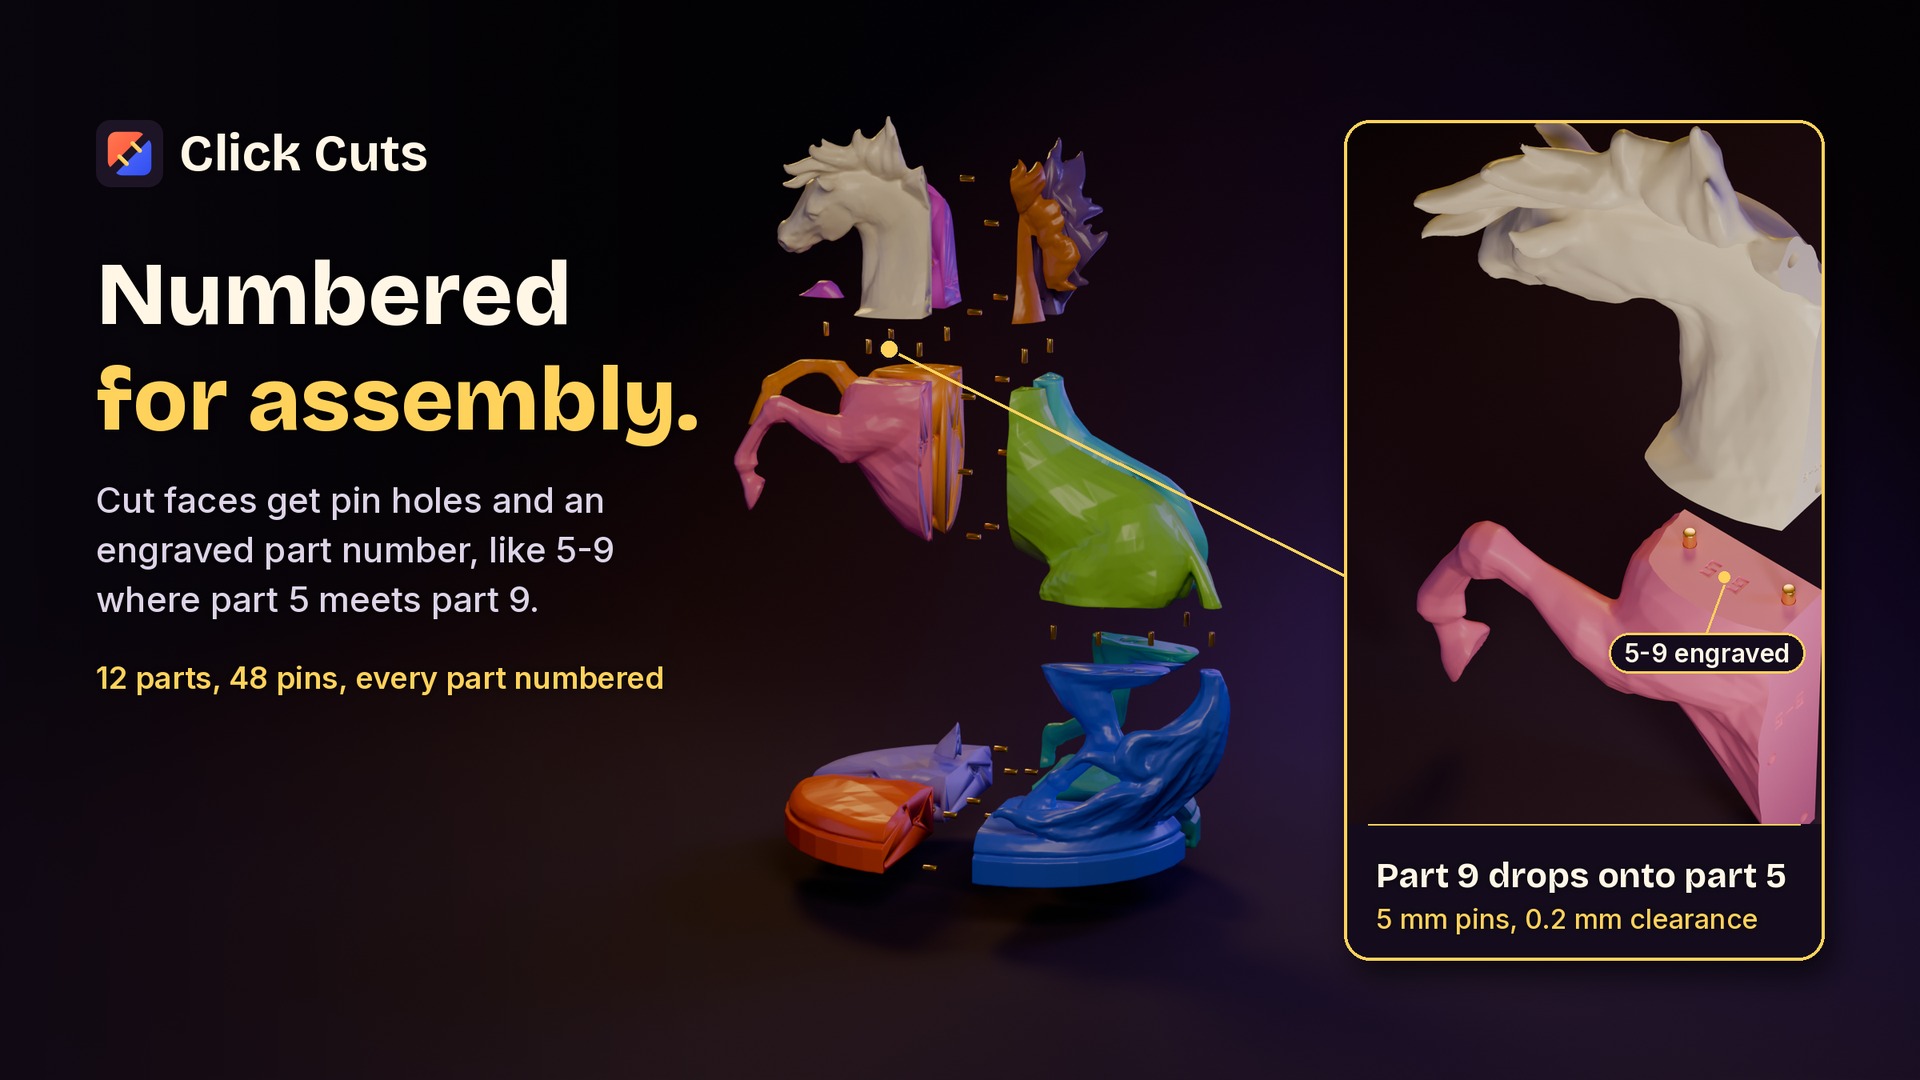 Click Cuts
Numbered
for assembly.
Cut faces get pin holes and an
engraved part number, like 5-9
where part 5 meets part 9.
12 parts, 48 pins, every part numbered
5-9 engraved
Part 9 drops onto part 5
5 mm pins, 0.2 mm clearance